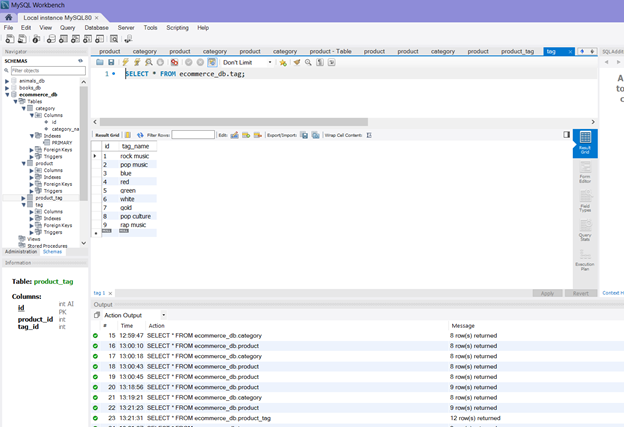 MySQL Workbench
Local instance MySQL80
File Edit View Query Database Server Tools Scripting Help
product category product category product category product - Table product category product product_tag tag SQLAdditi
Navigator
SCHEMAS
Filter objects
animals_db
books_db
ecommerce_db
Tables
category
Columns
id
category_na
Indexes
PRIMARY
Foreign Keys
Triggers
product
Columns
Indexes
Foreign Keys
Triggers
product_tag
tag
Columns
Indexes
Foreign Keys
Triggers
Views
Stored Procedures
Administration Schemas
Information
Table: product_tag
Columns:
id int AI
PK
product_id int
tag_id int
Don't Limit
1 SELECT * FROM ecommerce_db.tag;
Result Grid Filter Rows: Edit: Export/Import: Wrap Cell Content:
id tag_name
1 rock music
2 pop music
3 blue
4 red
5 green
6 white
7 gold
8 pop culture
9 rap music
NULL NULL
Result
Grid
Form
Editor
Field
Types
Query
Stats
Execution
Plan
tag 1 Apply Revert Context H
Output
Action Output
# Time Action Message
15 12:59:47 SELECT * FROM ecommerce_db.category 8 row(s) returned
16 13:00:10 SELECT * FROM ecommerce_db.product 8 row(s) returned
17 13:00:18 SELECT * FROM ecommerce_db.category 8 row(s) returned
18 13:00:43 SELECT * FROM ecommerce_db.product 8 row(s) returned
19 13:00:45 SELECT * FROM ecommerce_db.product 8 row(s) returned
20 13:18:56 SELECT * FROM ecommerce_db.product 9 row(s) returned
21 13:19:21 SELECT * FROM ecommerce_db.category 8 row(s) returned
22 13:21:23 SELECT * FROM ecommerce_db.product 9 row(s) returned
23 13:21:31 SELECT * FROM ecommerce_db.product_tag 12 row(s) returned